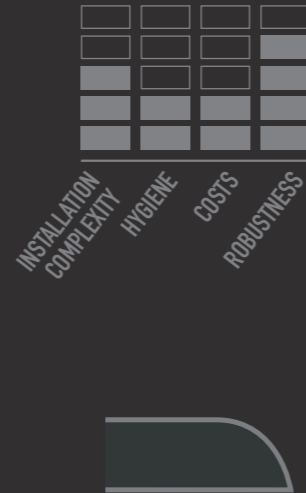 INSTALLATION
COMPLEXITY
HYGIENE
COSTS
ROBUSTNESS